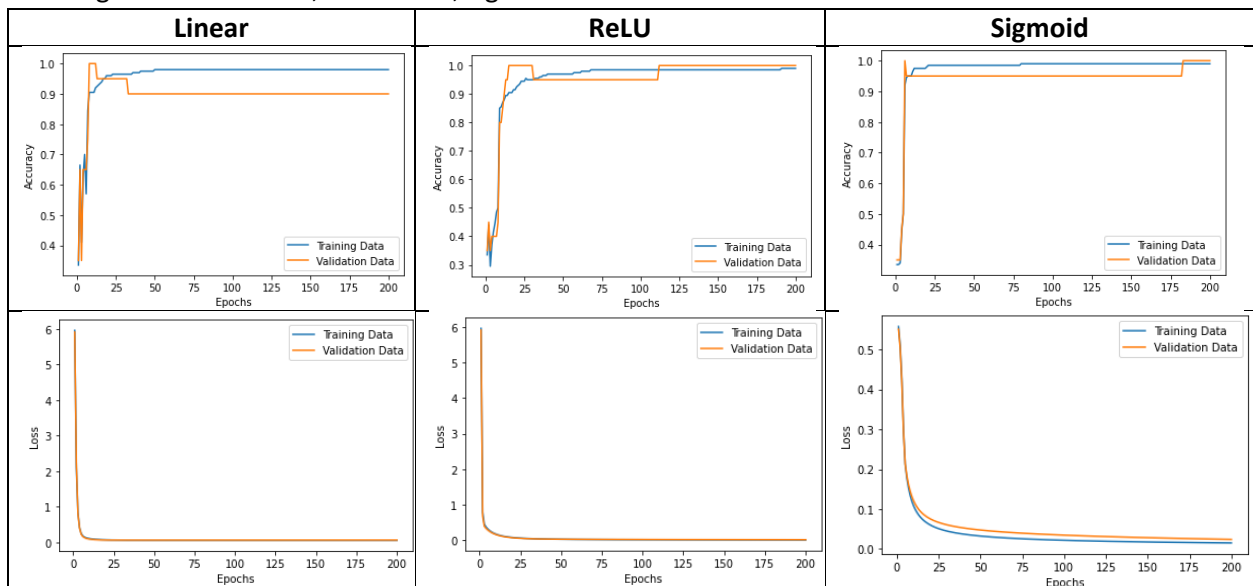 Linear ReLU Sigmoid
1.0
0.9
0.8
0.7
0.6
0.5
0.4
Accuracy
Training Data
Validation Data
0 25 50 75 100 125 150 175 200
Epochs
1.0
0.9
0.8
0.7
0.6
0.5
0.4
0.3
Accuracy
Training Data
Validation Data
0 25 50 75 100 125 150 175 200
Epochs
1.0
0.9
0.8
0.7
0.6
0.5
0.4
Accuracy
Training Data
Validation Data
0 25 50 75 100 125 150 175 200
Epochs
6
5
4
3
2
1
0
Loss
Training Data
Validation Data
0 25 50 75 100 125 150 175 200
Epochs
6
5
4
3
2
1
0
Loss
Training Data
Validation Data
0 25 50 75 100 125 150 175 200
Epochs
0.5
0.4
0.3
0.2
0.1
0.0
Loss
Training Data
Validation Data
0 25 50 75 100 125 150 175 200
Epochs